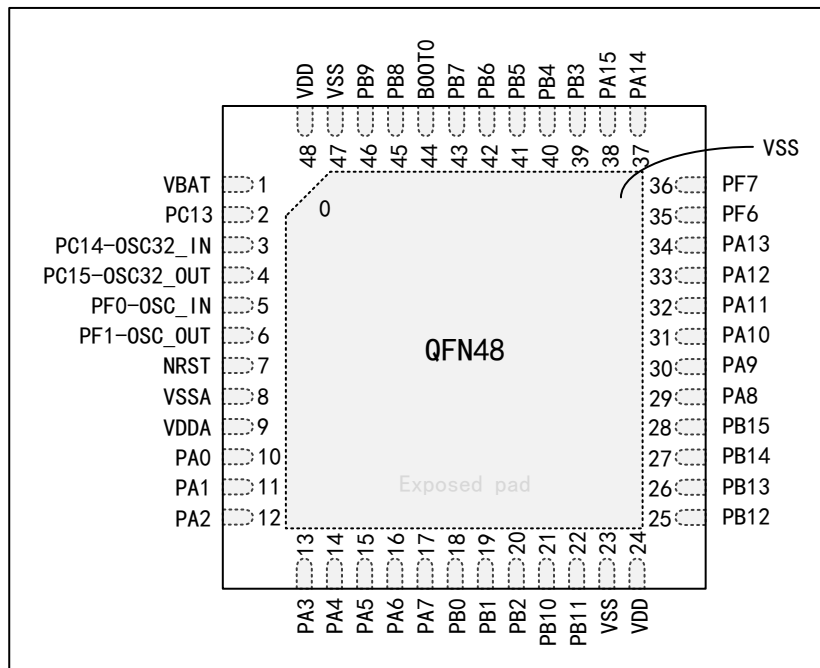 VDD VSS PB9 PB8 BOOT0 PB7 PB6 PB5 PB4 PB3 PA15 PA14
48 47 46 45 44 43 42 41 40 39 38 37
VSS
VBAT 1
PC13 2
PC14-OSC32_IN 3
PC15-OSC32_OUT 4
PF0-OSC_IN 5
PF1-OSC_OUT 6
NRST 7
VSSA 8
VDDA 9
PA0 10
PA1 11
PA2 12
0
QFN48
Exposed pad
36 PF7
35 PF6
34 PA13
33 PA12
32 PA11
31 PA10
30 PA9
29 PA8
28 PB15
27 PB14
26 PB13
25 PB12
13 14 15 16 17 18 19 20 21 22 23 24
PA3 PA4 PA5 PA6 PA7 PB0 PB1 PB2 PB10 PB11 VSS VDD